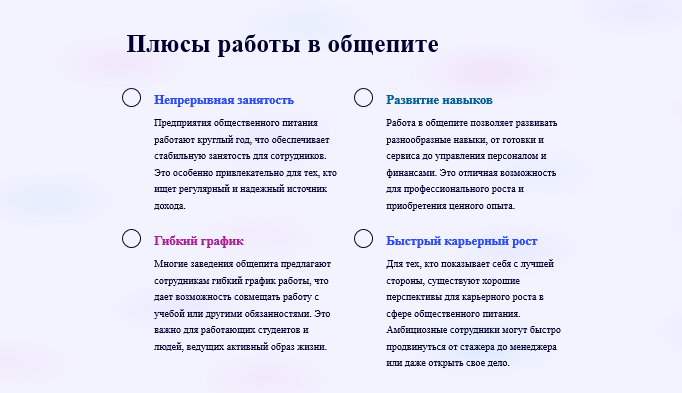 Плюсы работы в общепите
Непрерывная занятость
Предприятия общественного питания
работают круглый год, что обеспечивает
стабильную занятость для сотрудников.
Это особенно привлекательно для тех, кто
ищет регулярный и надежный источник
дохода.
Развитие навыков
Работа в общепите позволяет развивать
разнообразные навыки, от готовки и
сервиса до управления персоналом и
финансами. Это отличная возможность
для профессионального роста и
приобретения ценного опыта.
Гибкий график
Многие заведения общепита предлагают
сотрудникам гибкий график работы, что
дает возможность совмещать работу с
учебой или другими обязанностями. Это
важно для работающих студентов и
людей, ведущих активный образ жизни.
Быстрый карьерный рост
Для тех, кто показывает себя с лучшей
стороны, существуют хорошие
перспективы для карьерного роста в
сфере общественного питания.
Амбициозные сотрудники могут быстро
продвинуться от стажера до менеджера
или даже открыть свое дело.